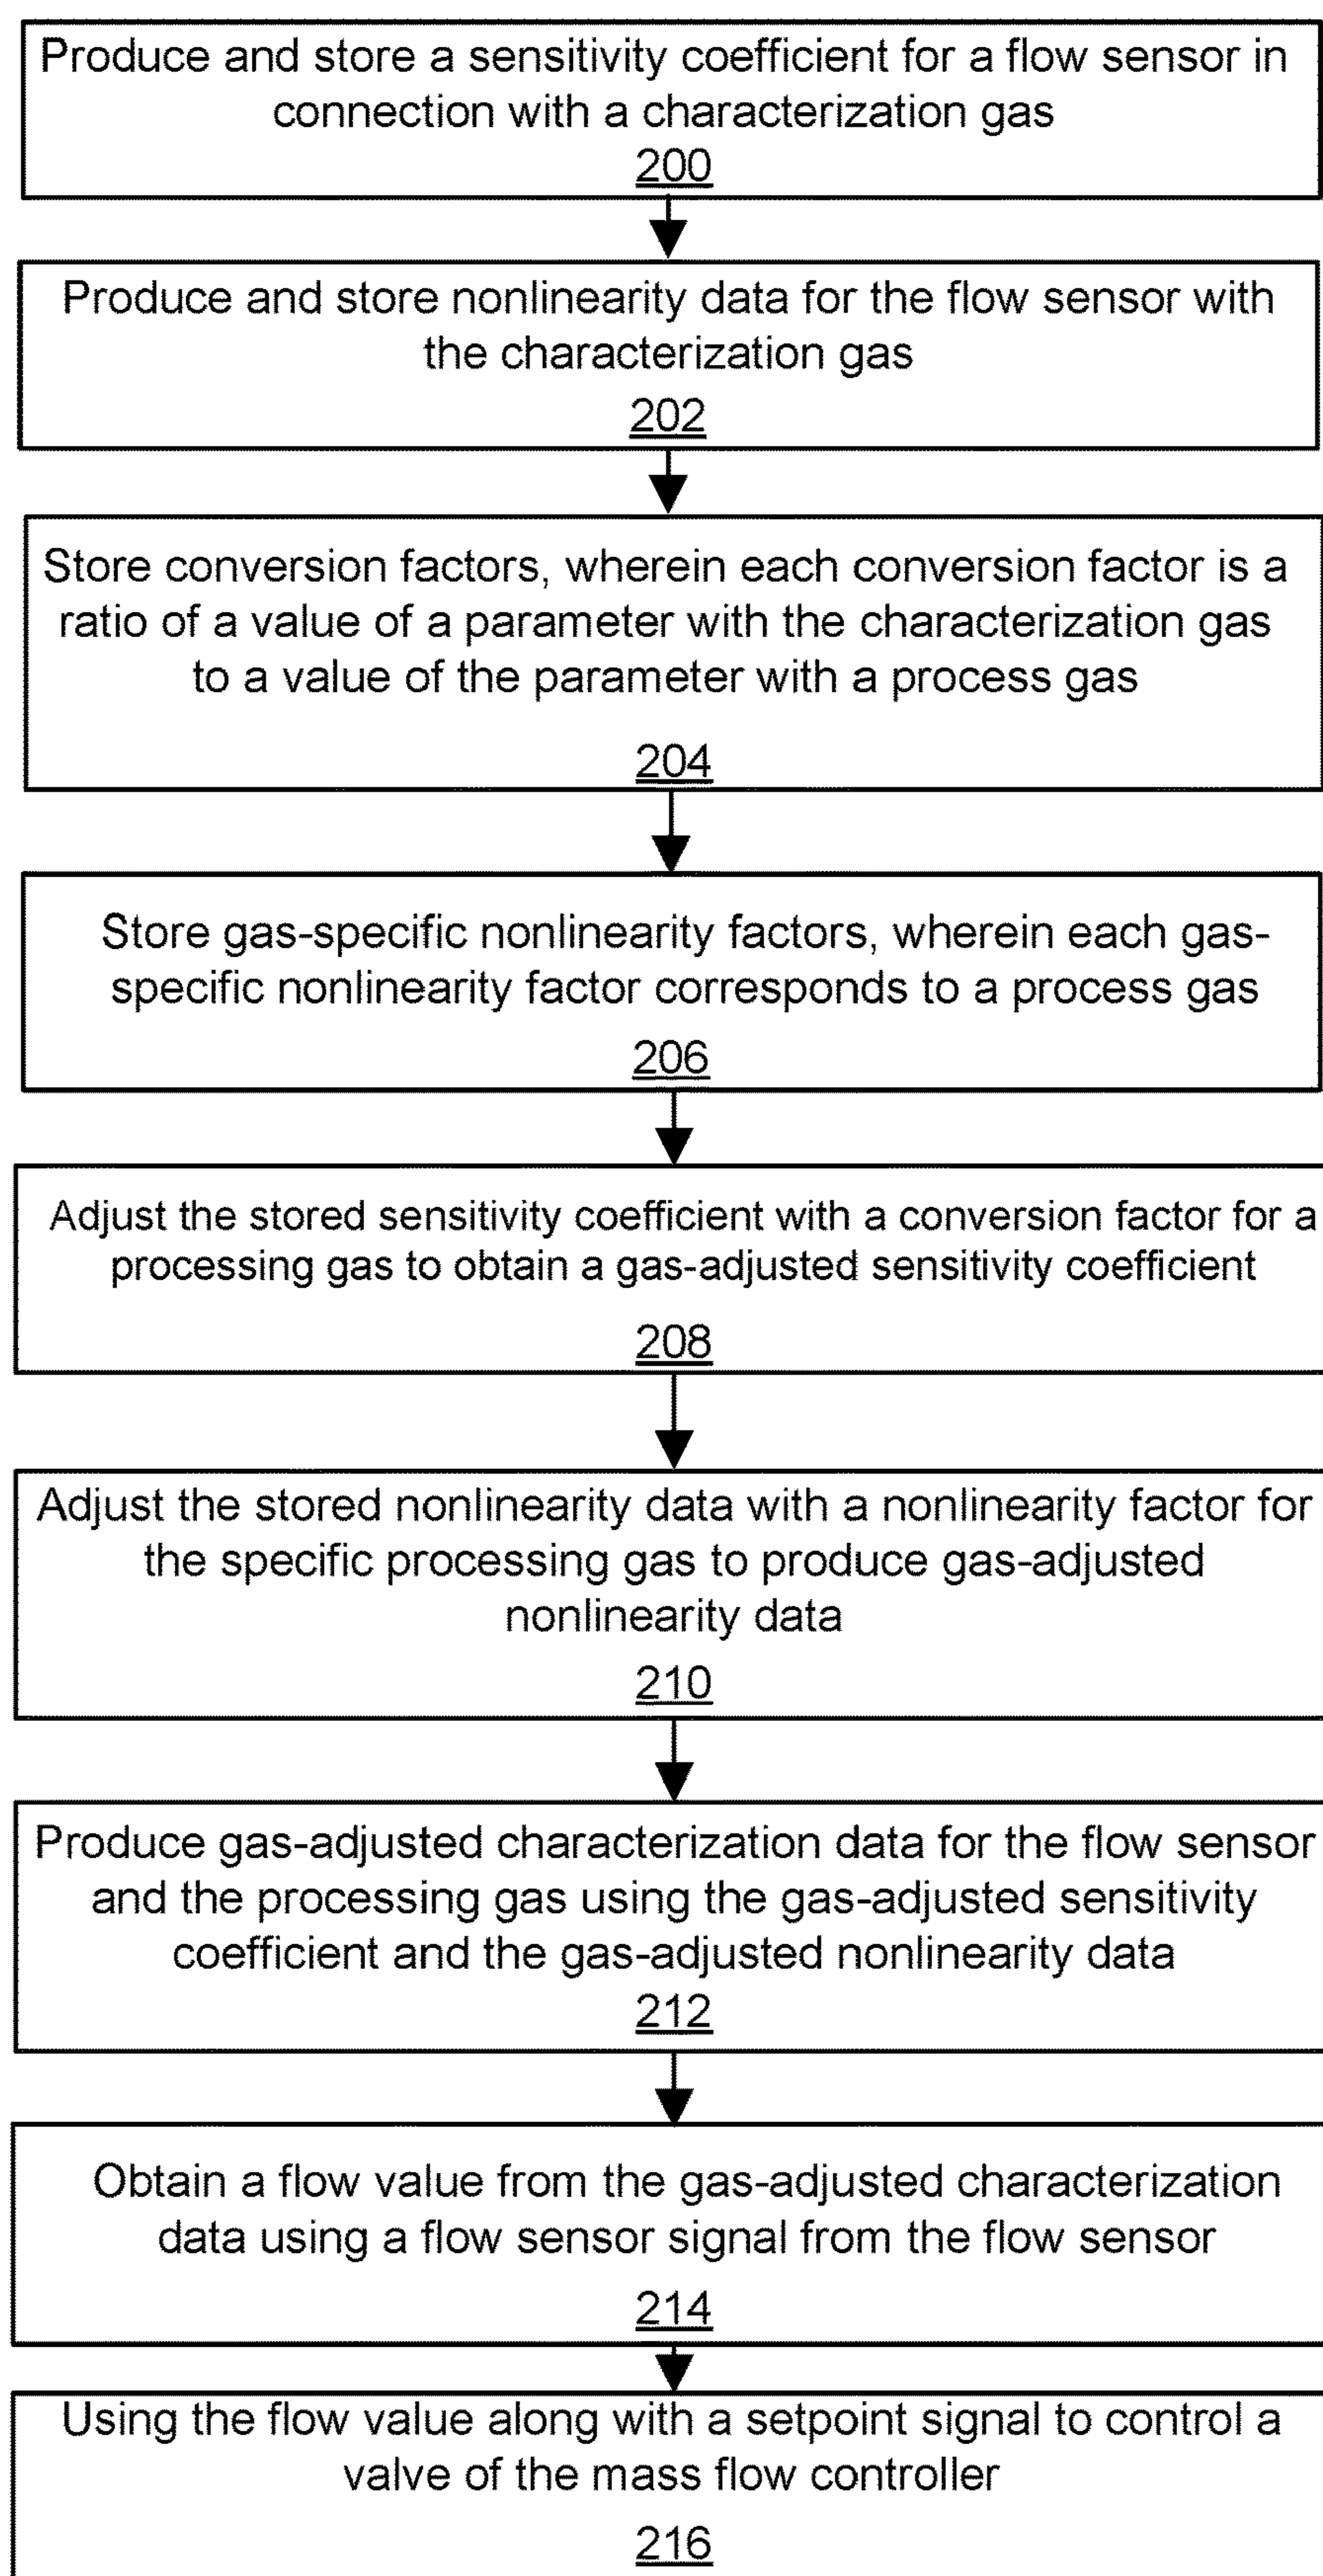 Produce and store a sensitivity coefficient for a flow sensor in
connection with a characterization gas
200
Produce and store nonlinearity data for the flow sensor with
the characterization gas
202
Store conversion factors, wherein each conversion factor is a
ratio of a value of a parameter with the characterization gas
to a value of the parameter with a process gas
204
Store gas-specific nonlinearity factors, wherein each gas-
specific nonlinearity factor corresponds to a process gas
206
Adjust the stored sensitivity coefficient with a conversion factor for a
processing gas to obtain a gas-adjusted sensitivity coefficient
208
Adjust the stored nonlinearity data with a nonlinearity factor for
the specific processing gas to produce gas-adjusted
nonlinearity data
210
Produce gas-adjusted characterization data for the flow sensor
and the processing gas using the gas-adjusted sensitivity
coefficient and the gas-adjusted nonlinearity data
212
Obtain a flow value from the gas-adjusted characterization
data using a flow sensor signal from the flow sensor
214
Using the flow value along with a setpoint signal to control a
valve of the mass flow controller
216